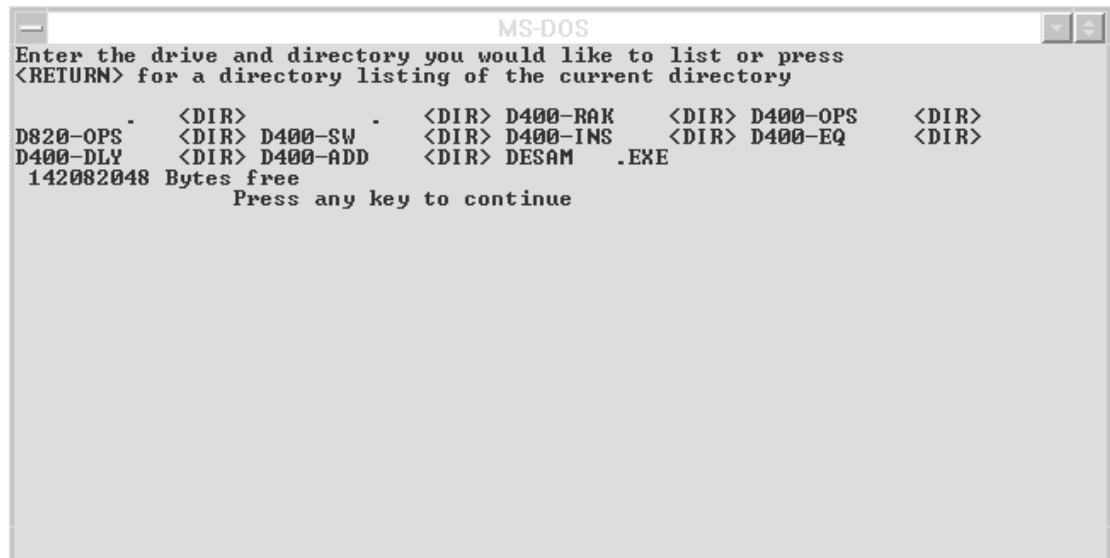 MS-DOS
Enter the drive and directory you would like to list or press
<RETURN> for a directory listing of the current directory
. <DIR> . <DIR> D400-RAK <DIR> D400-OPS <DIR>
D820-OPS <DIR> D400-SW <DIR> D400-INS <DIR> D400-EQ <DIR>
D400-DLY <DIR> D400-ADD <DIR> DESAM .EXE
142082048 Bytes free
Press any key to continue